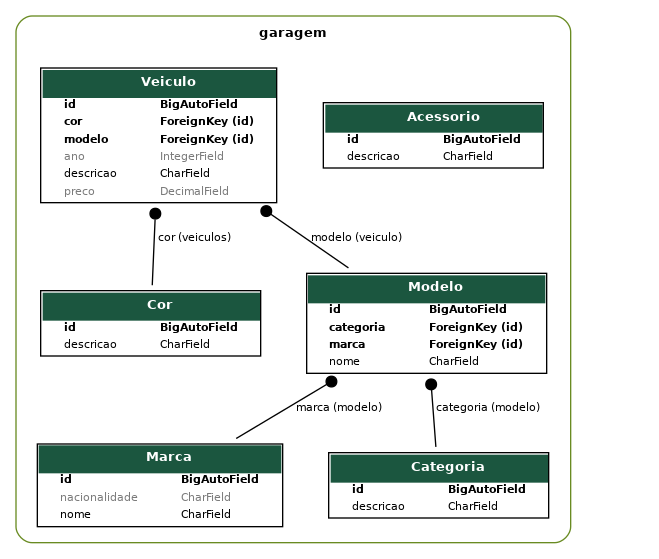 garagem
Veiculo
id BigAutoField
cor ForeignKey (id)
modelo ForeignKey (id)
ano IntegerField
descricao CharField
preco DecimalField
Acessorio
id BigAutoField
descricao CharField
cor (veiculos)
modelo (veiculo)
Cor
id BigAutoField
descricao CharField
Modelo
id BigAutoField
categoria ForeignKey (id)
marca ForeignKey (id)
nome CharField
marca (modelo)
categoria (modelo)
Marca
id BigAutoField
nacionalidade CharField
nome CharField
Categoria
id BigAutoField
descricao CharField